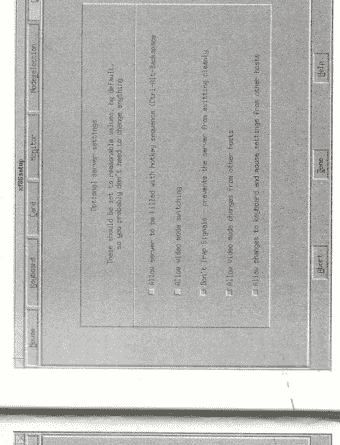 xf86setup
Mouse
Keyboard
Card
Monitor
Modeselection
Optional server settings
These should be set to reasonable values, by default,
so you probably don't need to change anything
Allow server to be killed with hotkey sequence (Ctrl-Alt-Backspace
Allow video mode switching
Don't Trap Signals prevents the server from exitting cleanly
Allow video mode changes from other hosts
Allow changes to keyboard and mouse settings from other hosts
Abort
Done
Help